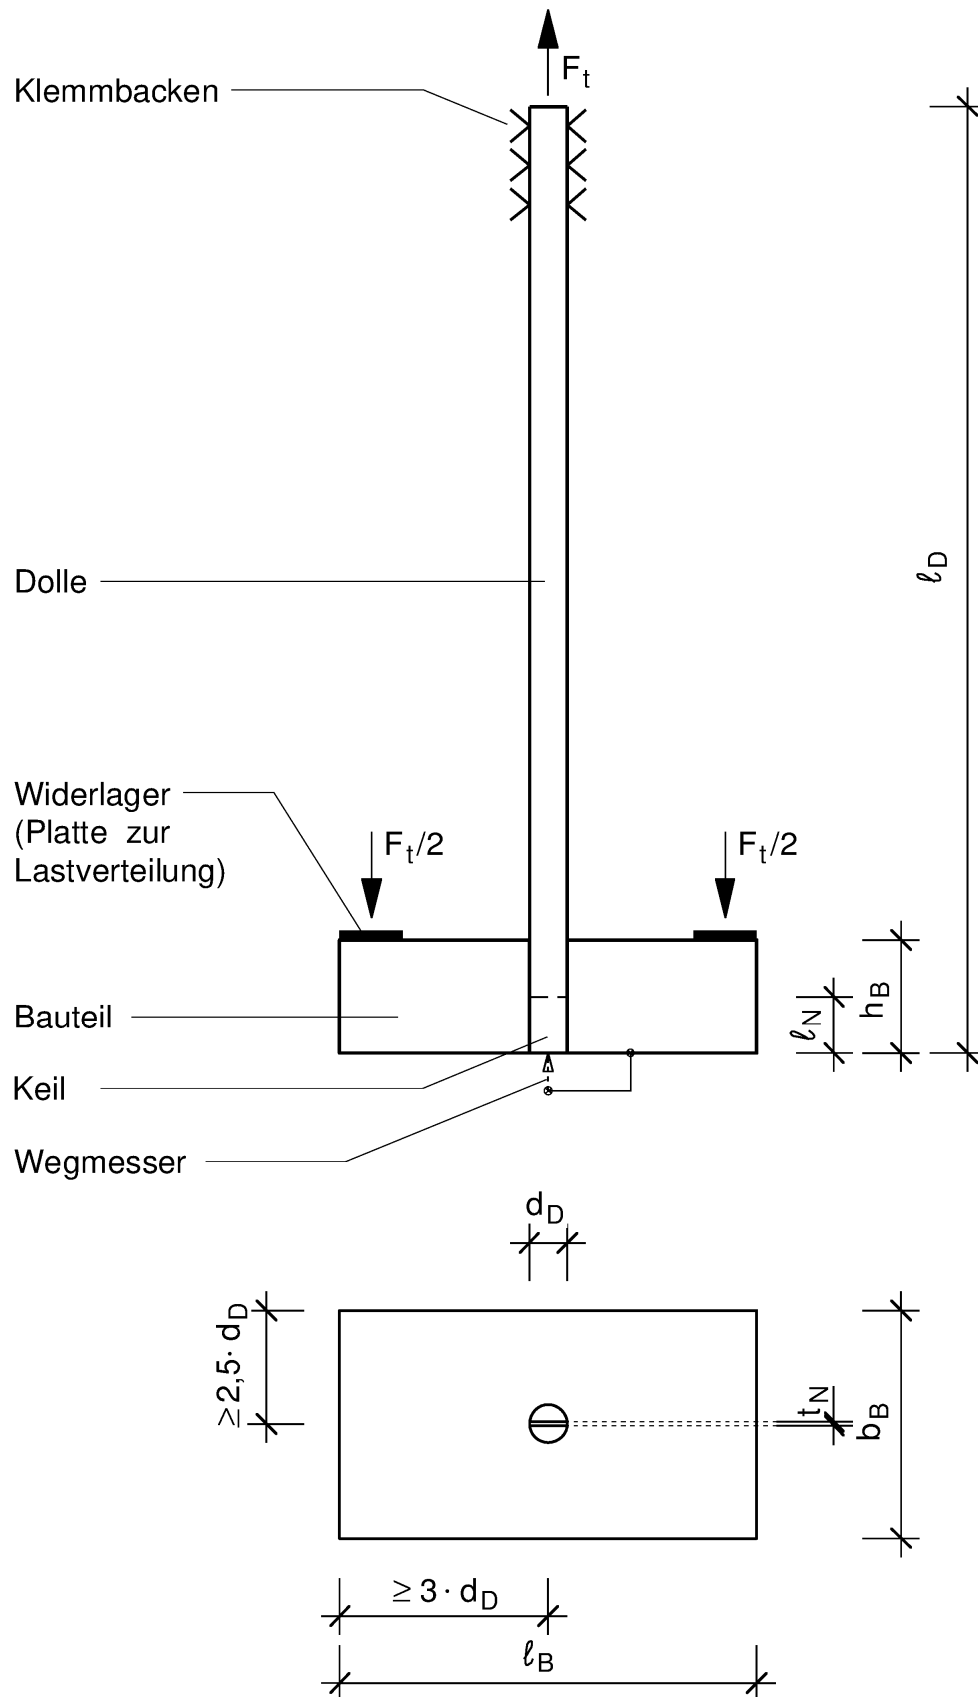 F_t
Klemmbacken
ℓ_D
Dolle
Widerlager
(Platte zur
Lastverteilung)
F_t/2
F_t/2
Bauteil
ℓ_N
h_B
Keil
Wegmesser
d_D
≥2,5· d_D
t_N
b_B
≥ 3 · d_D
ℓ_B